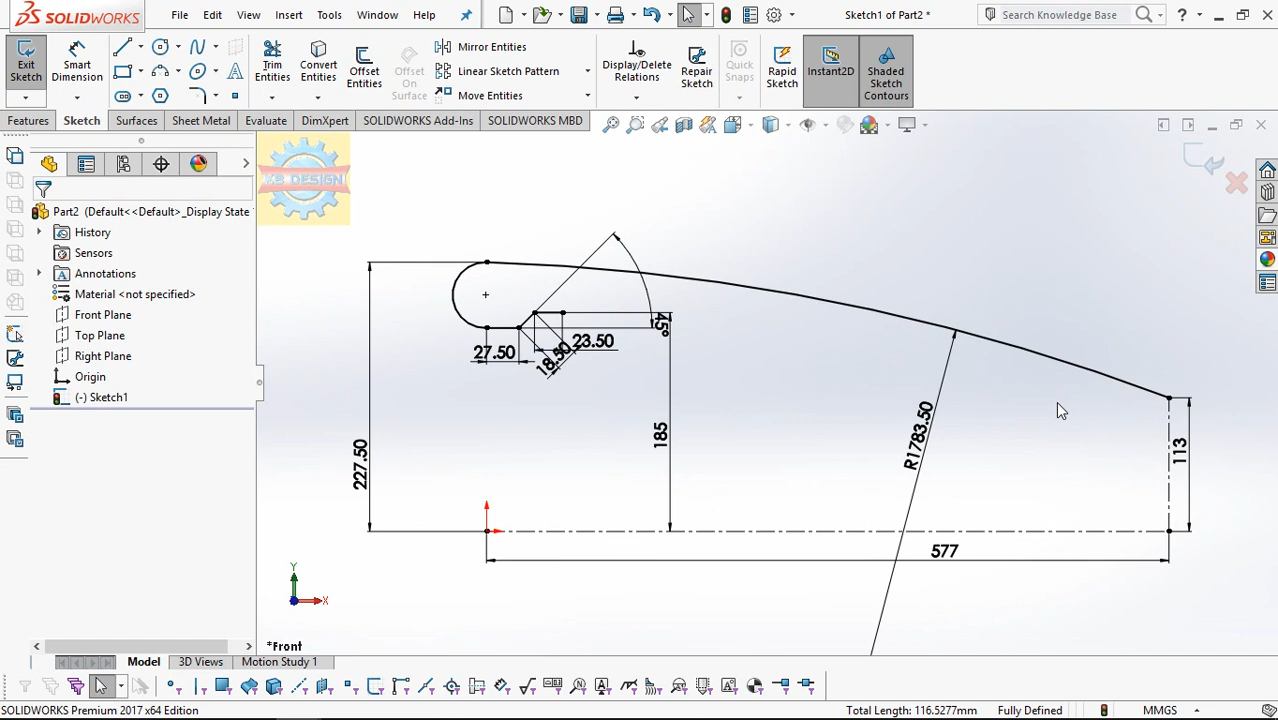 SOLIDWORKS File Edit View Insert Tools Window Help Sketch1 of Part2 * Search Knowledge Base
Exit Sketch
Smart Dimension
Trim Entities
Convert Entities
Offset Entities
Offset On Surface
Mirror Entities
Linear Sketch Pattern
Move Entities
Display/Delete Relations
Repair Sketch
Quick Snaps
Rapid Sketch
Instant2D
Shaded Sketch Contours
Features Sketch Surfaces Sheet Metal Evaluate DimXpert SOLIDWORKS Add-Ins SOLIDWORKS MBD
Part2 (Default<<Default>_Display State
History
Sensors
Annotations
Material <not specified>
Front Plane
Top Plane
Right Plane
Origin
(-) Sketch1
DESIGN
45°
23.50
27.50
18.50
185
R1783.50
227.50
113
577
Y
X
*Front
Model 3D Views Motion Study 1
SOLIDWORKS Premium 2017 x64 Edition Total Length: 116.5277mm Fully Defined MMGS